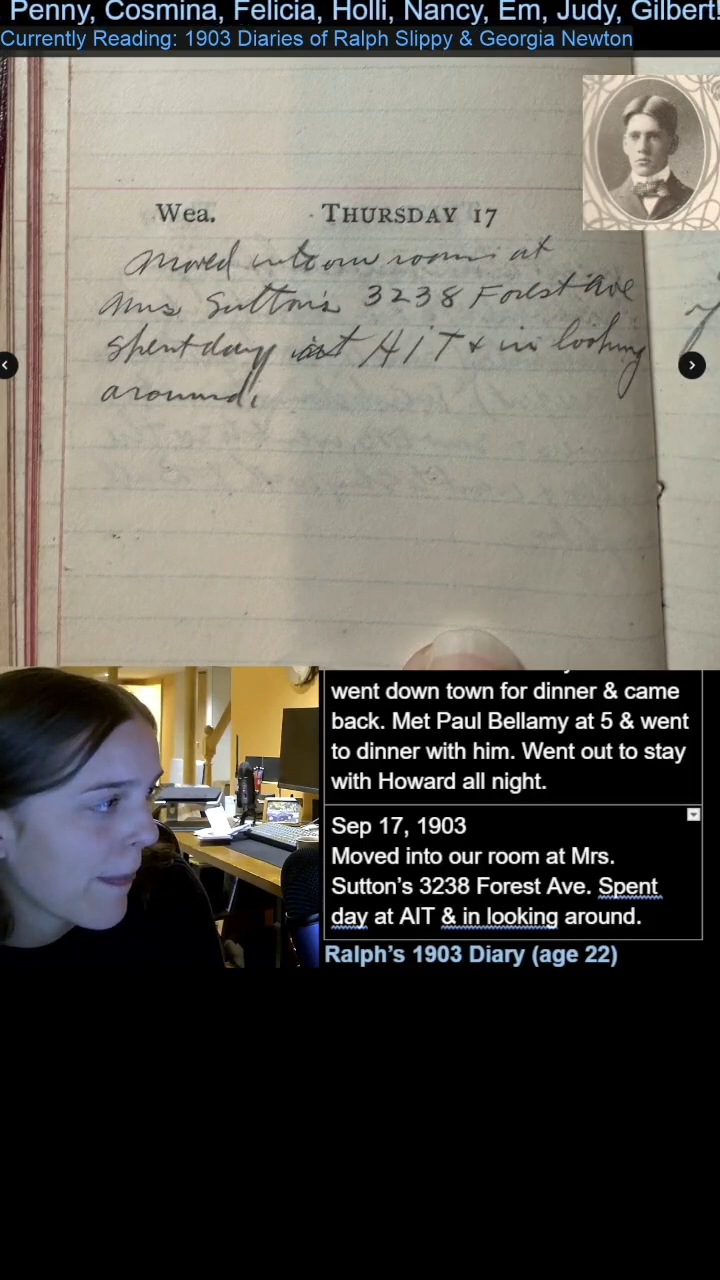 Penny, Cosmina, Felicia, Holli, Nancy, Em, Judy, Gilbert!
Currently Reading: 1903 Diaries of Ralph Slippy & Georgia Newton
Wea. THURSDAY 17
Moved into our room at
Mrs Sutton's 3238 Forest Ave
Spent day at AIT & in looking
around.
went down town for dinner & came
back. Met Paul Bellamy at 5 & went
to dinner with him. Went out to stay
with Howard all night.
Sep 17, 1903
Moved into our room at Mrs.
Sutton's 3238 Forest Ave. Spent
day at AIT & in looking around.
Ralph's 1903 Diary (age 22)